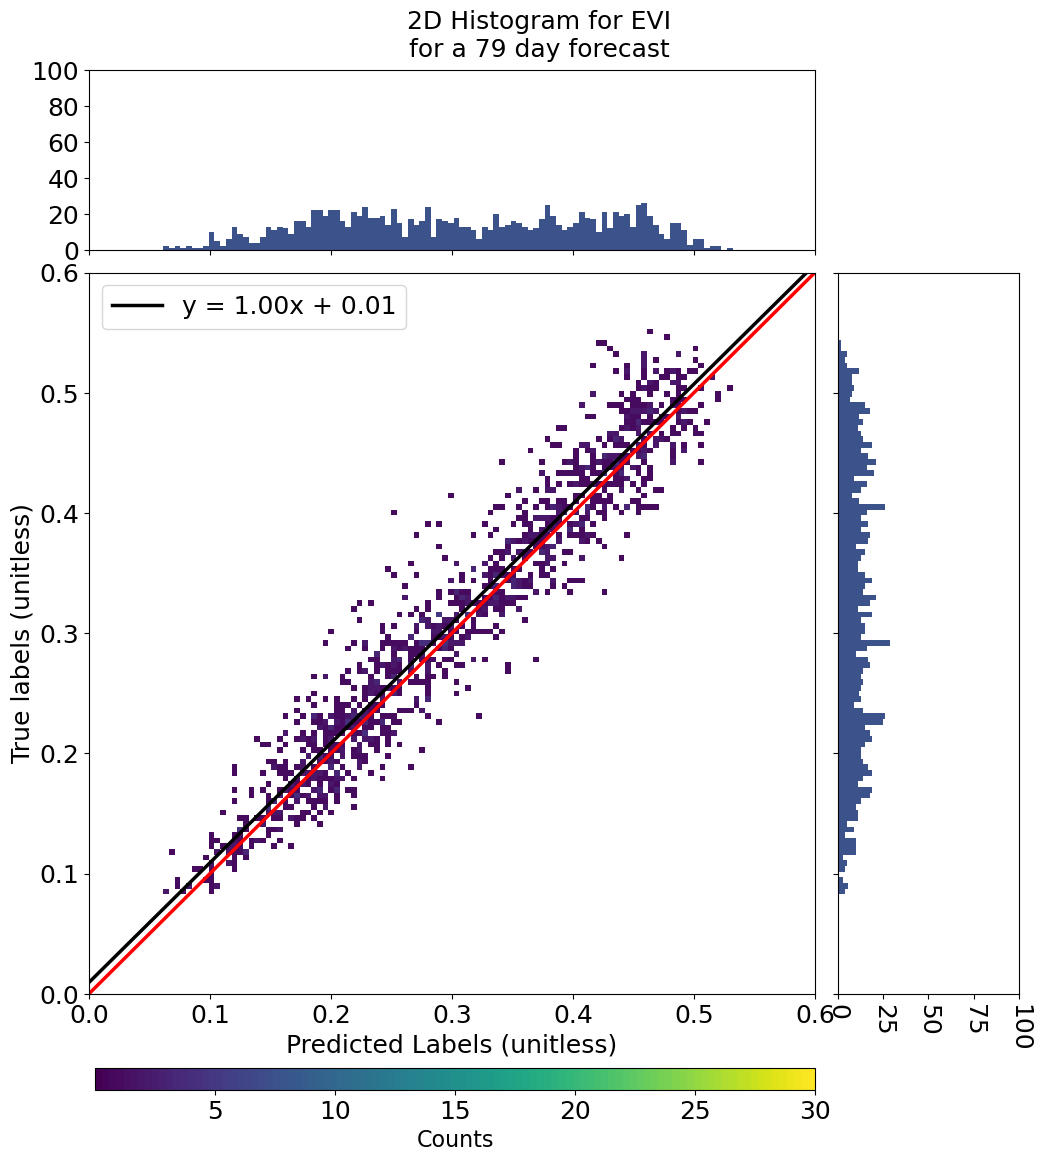 2D Histogram for EVI
for a 79 day forecast
100
80
60
40
20
0
0.6
0.5
0.4
0.3
0.2
0.1
0.0
True labels (unitless)
y = 1.00x + 0.01
0.0 0.1 0.2 0.3 0.4 0.5 0.6
Predicted Labels (unitless)
0 25 50 75 100
5 10 15 20 25 30
Counts